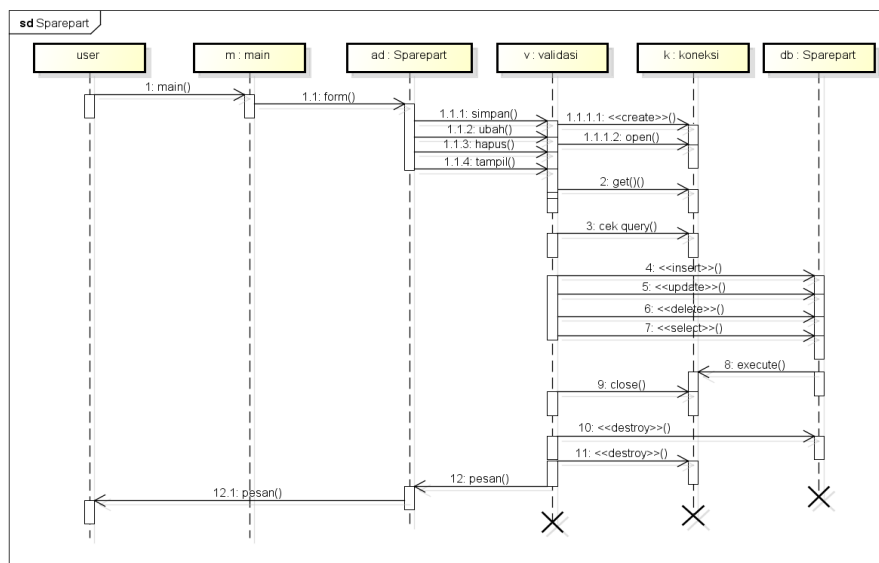 sd Sparepart
user
m : main
ad : Sparepart
v : validasi
k : koneksi
db : Sparepart
1: main()
1.1: form()
1.1.1: simpan()
1.1.1.1: <<create>>()
1.1.2: ubah()
1.1.1.2: open()
1.1.3: hapus()
1.1.4: tampil()
2: get()()
3: cek query()
4: <<insert>>()
5: <<update>>()
6: <<delete>>()
7: <<select>>()
8: execute()
9: close()
10: <<destroy>>()
11: <<destroy>>()
12: pesan()
12.1: pesan()